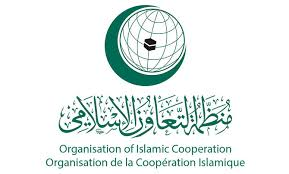 منظمة التعاون الإسلامي
Organisation of Islamic Cooperation
Organisation de la Coopération Islamique